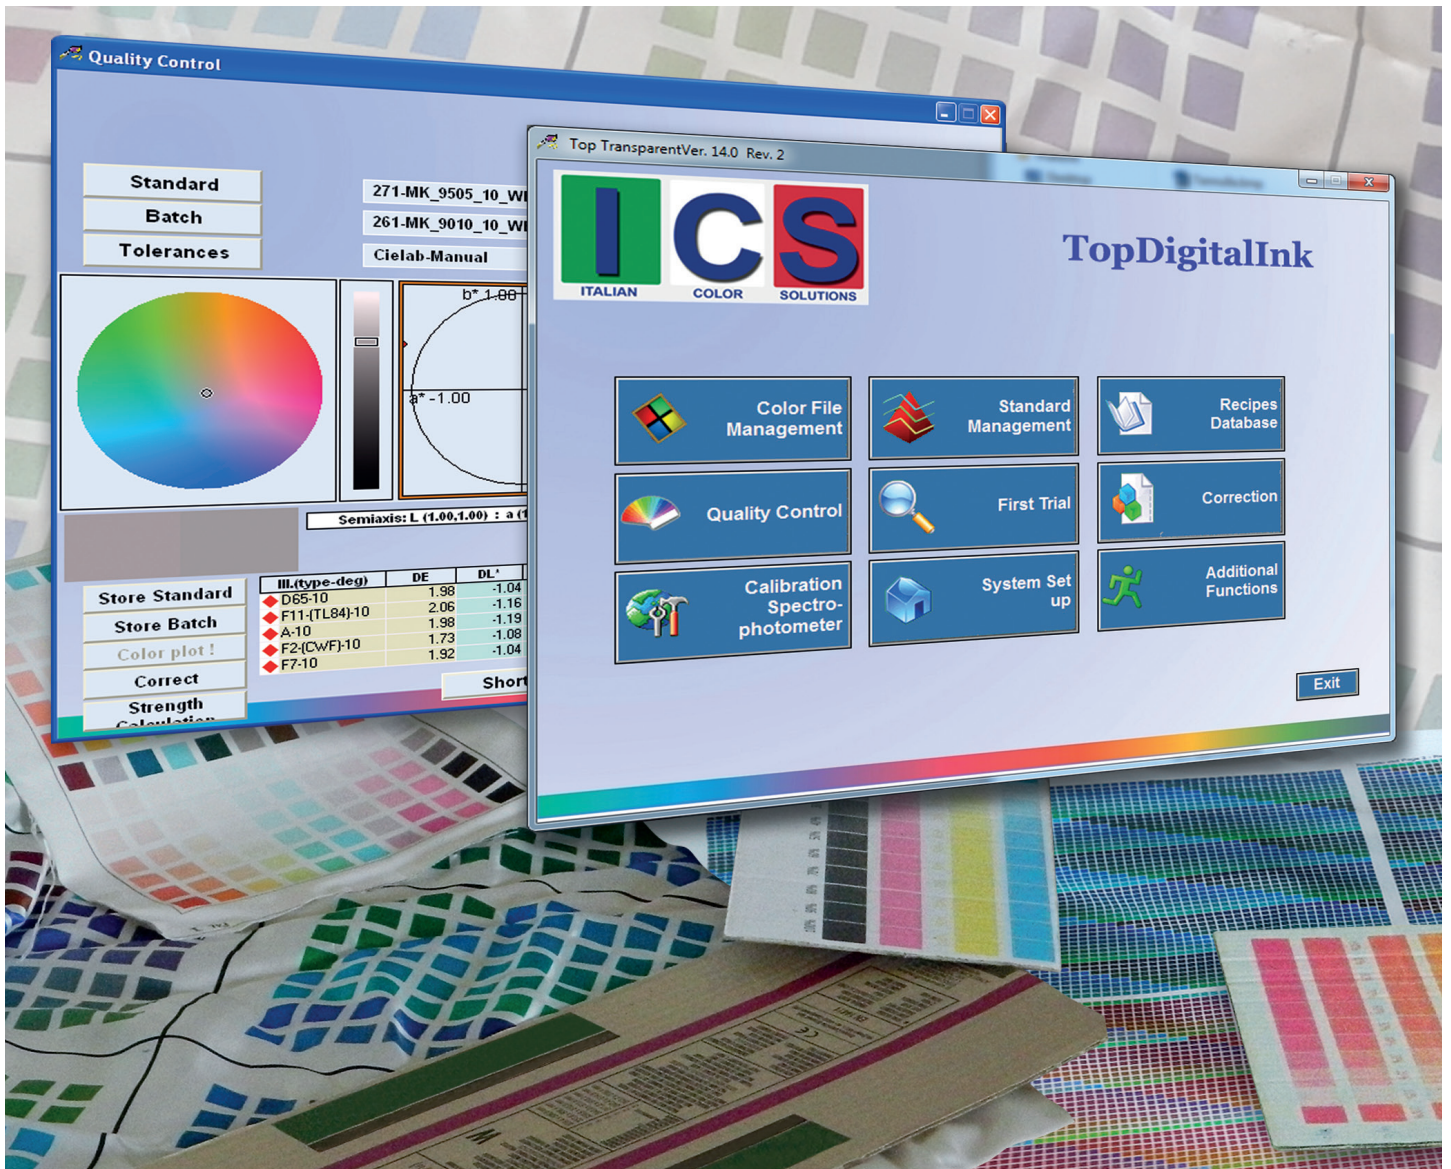 Quality Control
Standard
Batch
Tolerances
271-MK_9505_10_WI
261-MK_9010_10_WI
Cielab-Manual
b* 1.00
a* -1.00
Semiaxis: L (1.00,1.00) : a (1
Ill.(type-deg) DE DL*
D65-10 1.98 -1.04
F11-(TL84)-10 2.06 -1.16
A-10 1.98 -1.19
F2-(CWF)-10 1.73 -1.08
F7-10 1.92 -1.04
Store Standard
Store Batch
Color plot !
Correct
Strength
Calculation
Short
Top TransparentVer. 14.0 Rev. 2
ICS
ITALIAN COLOR SOLUTIONS
TopDigitalInk
Color File
Management
Standard
Management
Recipes
Database
Quality Control
First Trial
Correction
Calibration
Spectro-
photometer
System Set
up
Additional
Functions
Exit